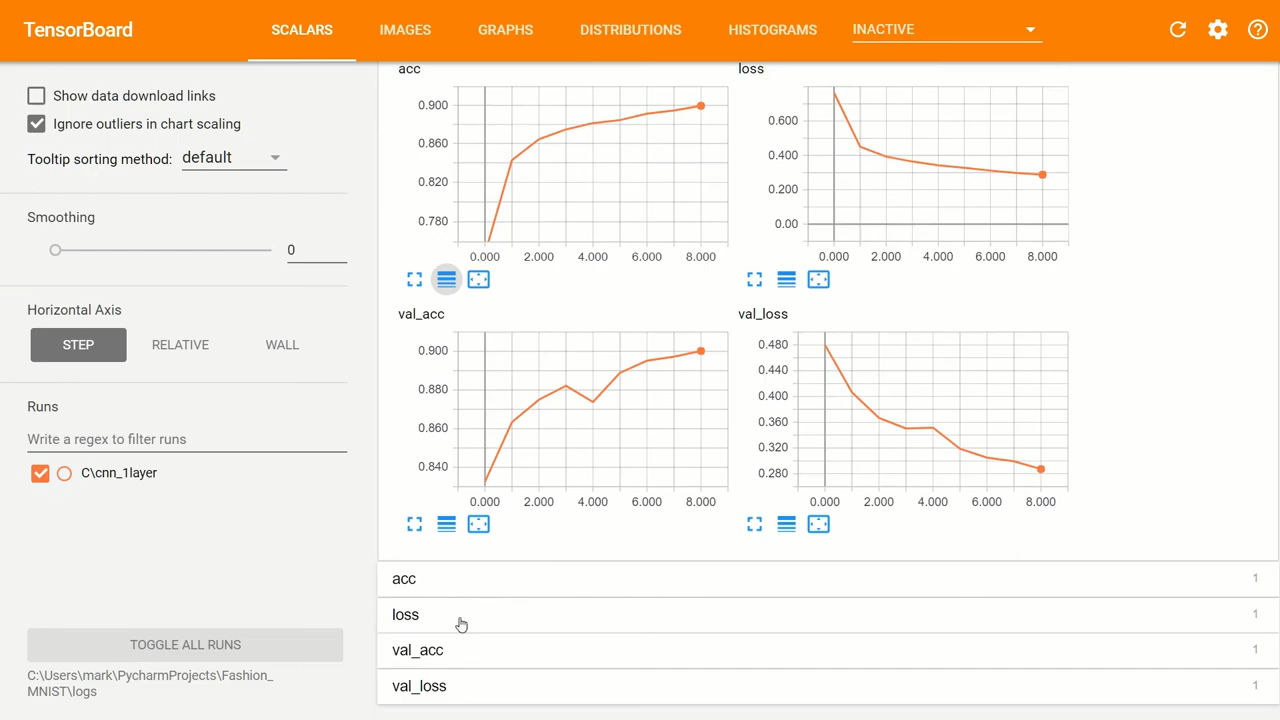 TensorBoard
SCALARS
IMAGES
GRAPHS
DISTRIBUTIONS
HISTOGRAMS
INACTIVE
Show data download links
Ignore outliers in chart scaling
Tooltip sorting method: default
Smoothing
0
Horizontal Axis
STEP
RELATIVE
WALL
Runs
Write a regex to filter runs
C\cnn_1layer
TOGGLE ALL RUNS
C:\Users\mark\PycharmProjects\Fashion_
MNIST\logs
acc
0.900
0.860
0.820
0.780
0.000 2.000 4.000 6.000 8.000
loss
0.600
0.400
0.200
0.00
0.000 2.000 4.000 6.000 8.000
val_acc
0.900
0.880
0.860
0.840
0.000 2.000 4.000 6.000 8.000
val_loss
0.480
0.440
0.400
0.360
0.320
0.280
0.000 2.000 4.000 6.000 8.000
acc 1
loss 1
val_acc 1
val_loss 1